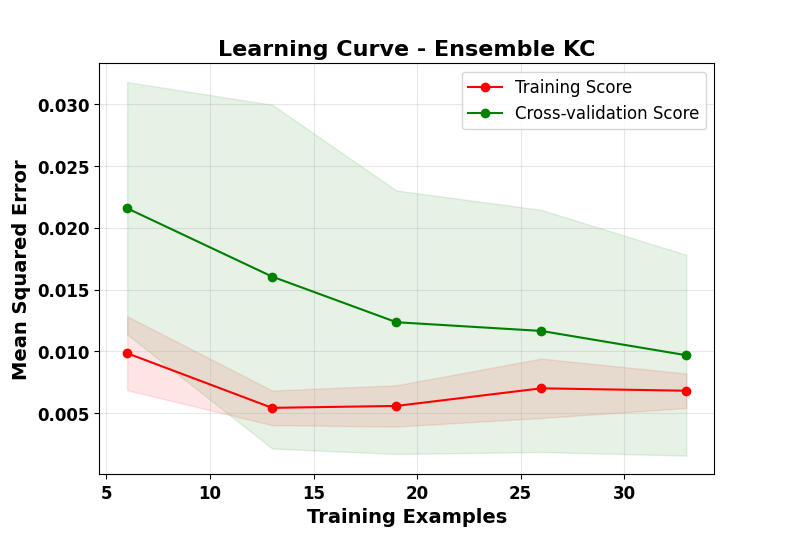 Learning Curve - Ensemble KC
Training Score
Cross-validation Score
Mean Squared Error
0.030
0.025
0.020
0.015
0.010
0.005
5 10 15 20 25 30
Training Examples